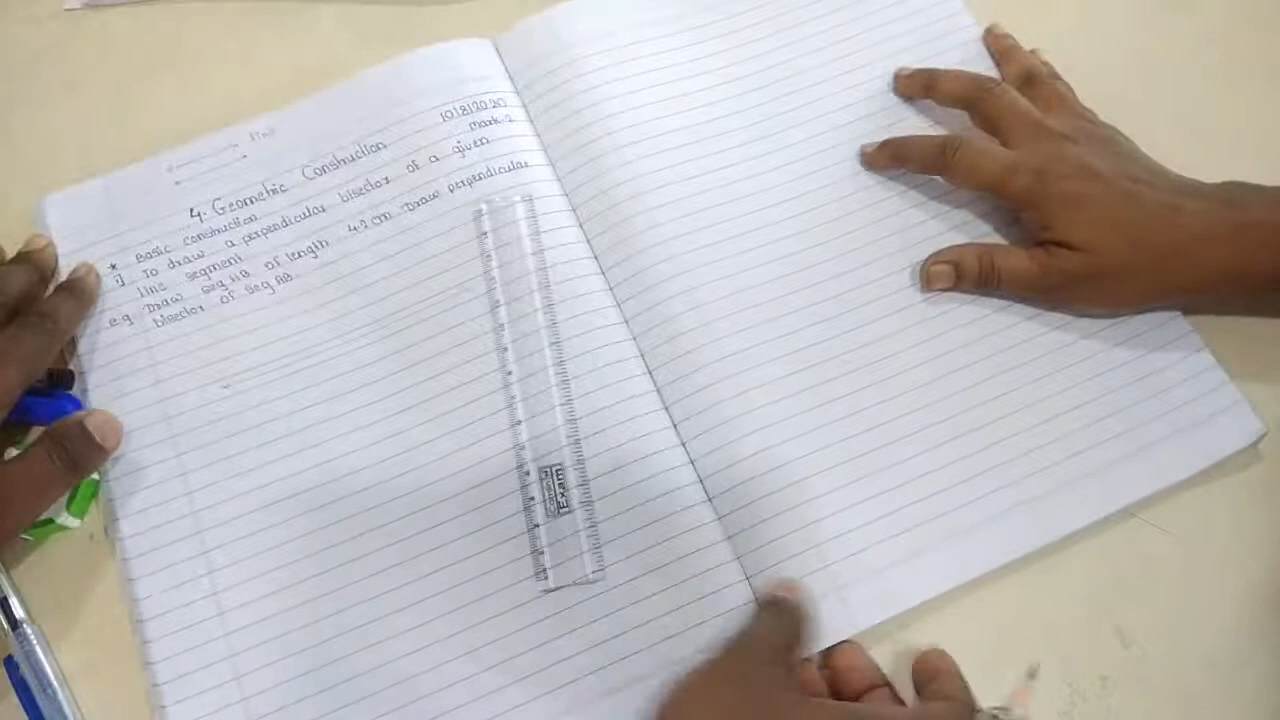 10/8/2020
4. Geometric Construction
Mark-2
* Basic construction
1] To draw a perpendicular bisector of a given
line segment
e.g Draw seg AB of length 4.2 cm Draw perpendicular
bisector of seg AB.
Camlin
Exam